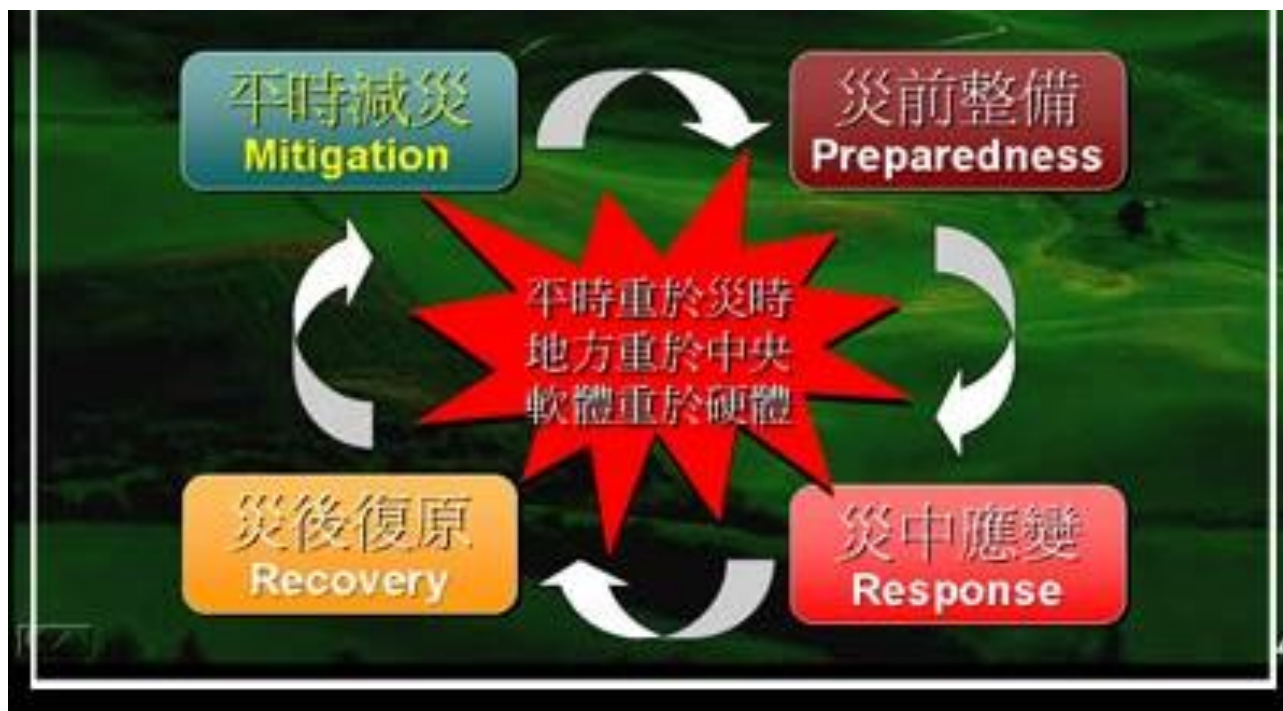 平時減災
Mitigation
災前整備
Preparedness
平時重於災時
地方重於中央
軟體重於硬體
災後復原
Recovery
災中應變
Response